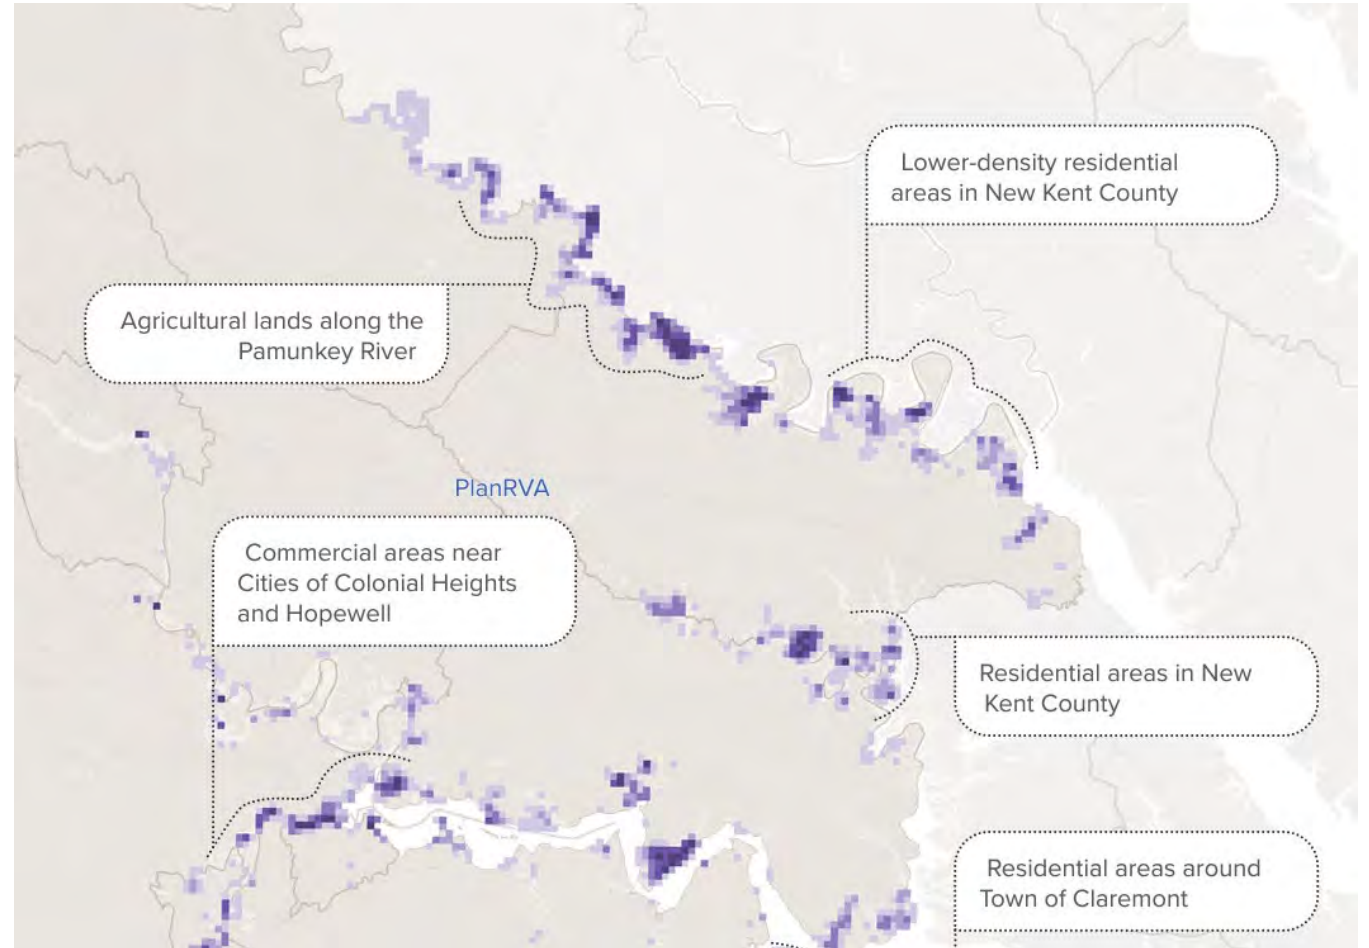 Lower-density residential
areas in New Kent County
Agricultural lands along the
Pamunkey River
PlanRVA
Commercial areas near
Cities of Colonial Heights
and Hopewell
Residential areas in New
Kent County
Residential areas around
Town of Claremont